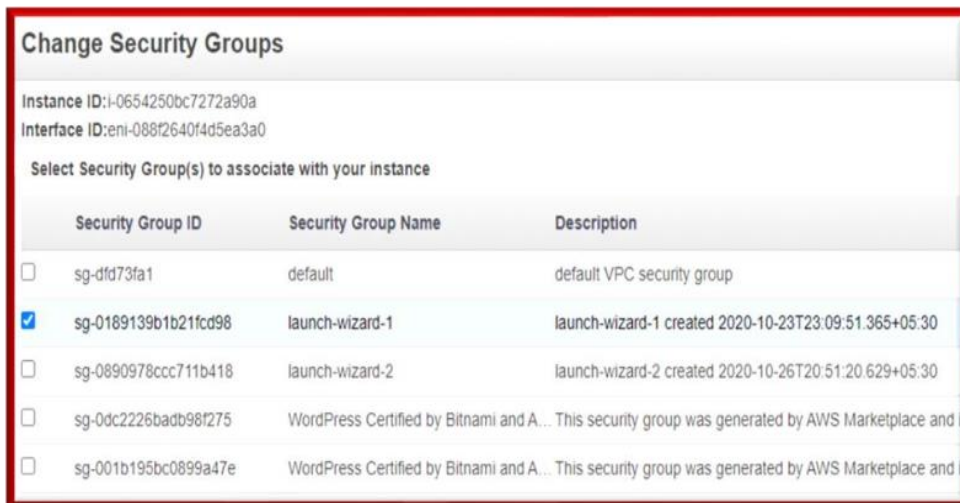 Change Security Groups
Instance ID:i-0654250bc7272a90a
Interface ID:eni-088f2640f4d5ea3a0
Select Security Group(s) to associate with your instance
Security Group ID Security Group Name Description
sg-dfd73fa1 default default VPC security group
sg-0189139b1b21fcd98 launch-wizard-1 launch-wizard-1 created 2020-10-23T23:09:51.365+05:30
sg-0890978ccc711b418 launch-wizard-2 launch-wizard-2 created 2020-10-26T20:51:20.629+05:30
sg-0dc2226badb98f275 WordPress Certified by Bitnami and A... This security group was generated by AWS Marketplace and i
sg-001b195bc0899a47e WordPress Certified by Bitnami and A... This security group was generated by AWS Marketplace and i